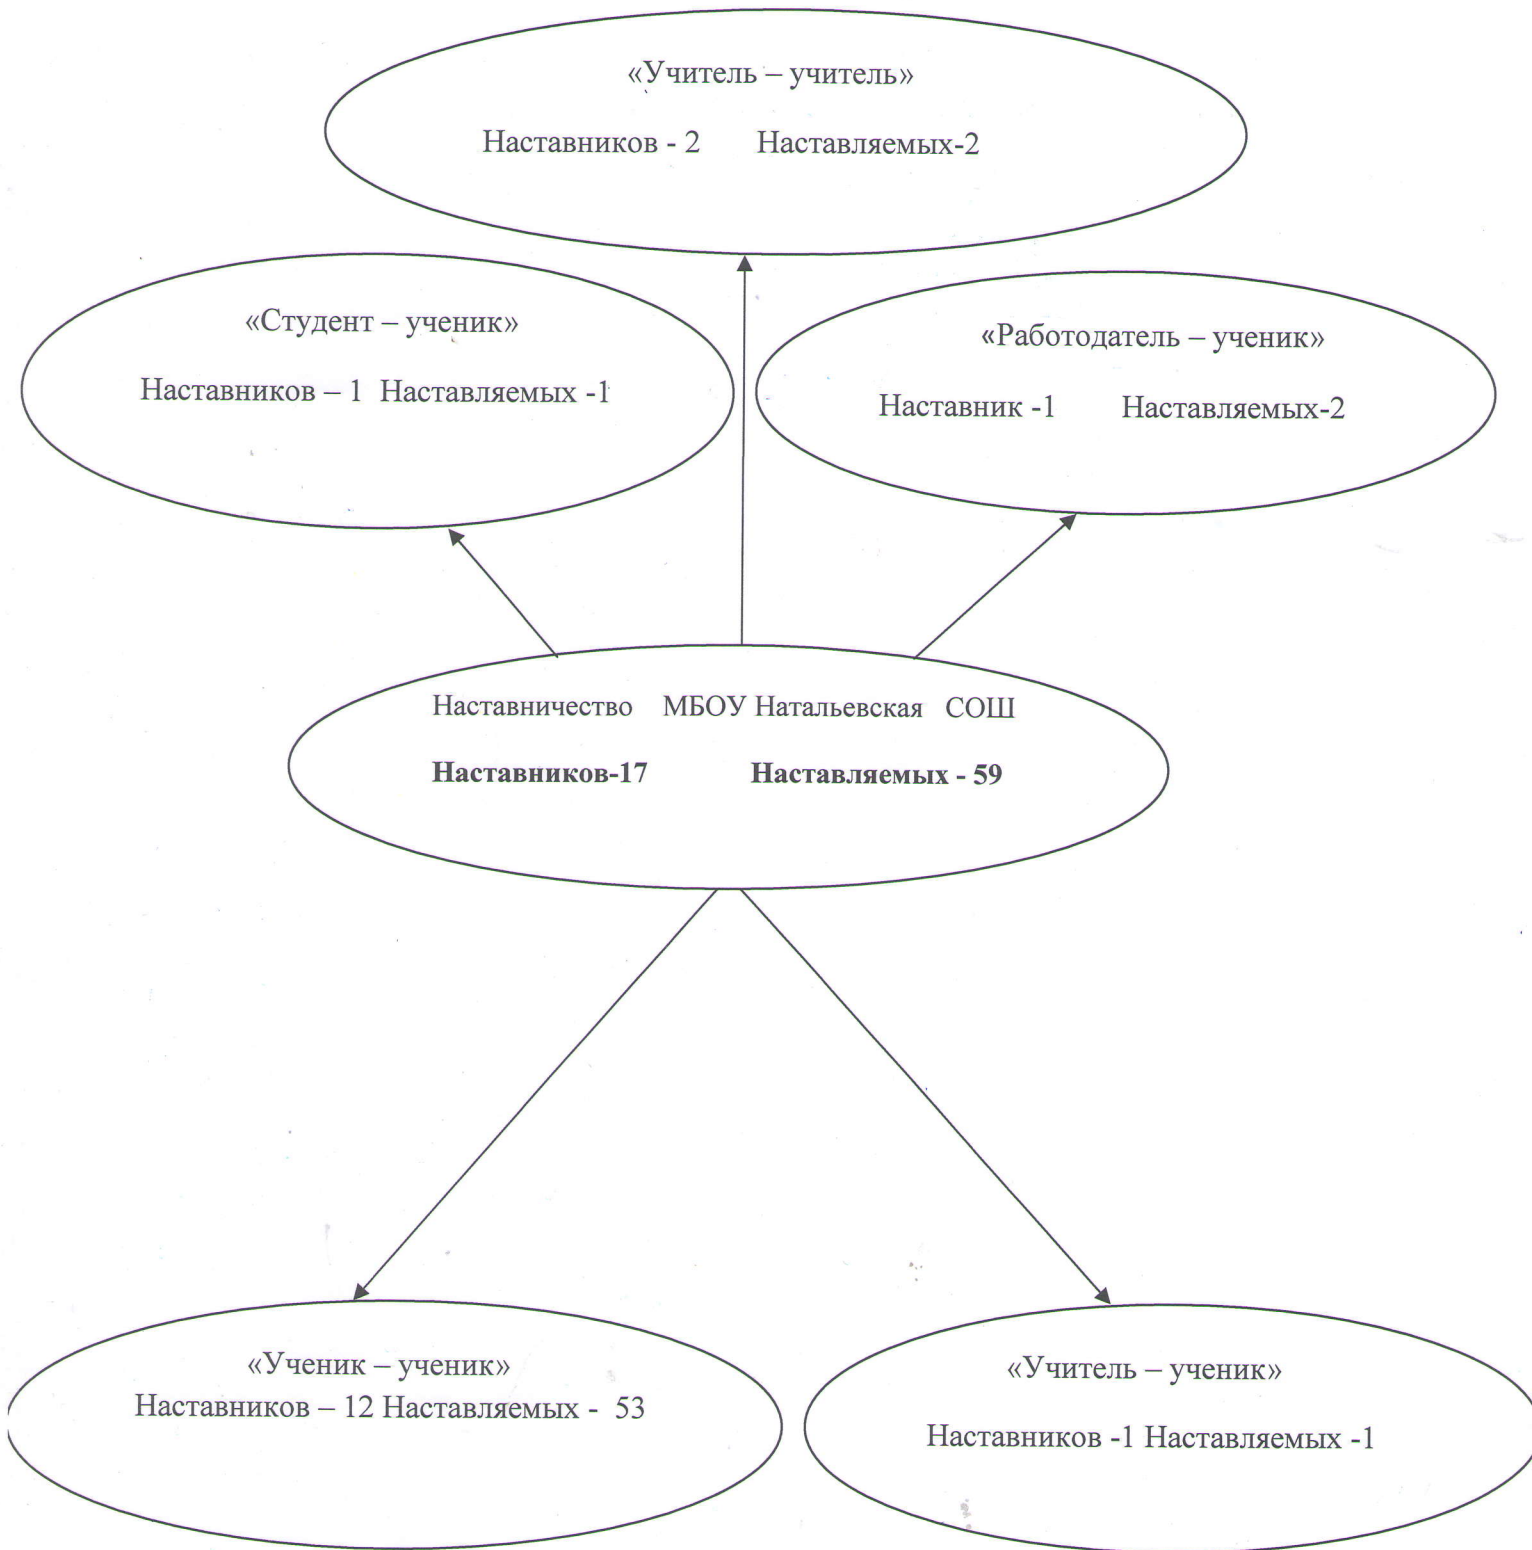 «Учитель – учитель»
Наставников - 2 Наставляемых-2
«Студент – ученик»
Наставников – 1 Наставляемых -1
«Работодатель – ученик»
Наставник -1 Наставляемых-2
Наставничество МБОУ Натальевская СОШ
Наставников-17 Наставляемых - 59
«Ученик – ученик»
Наставников – 12 Наставляемых - 53
«Учитель – ученик»
Наставников -1 Наставляемых -1